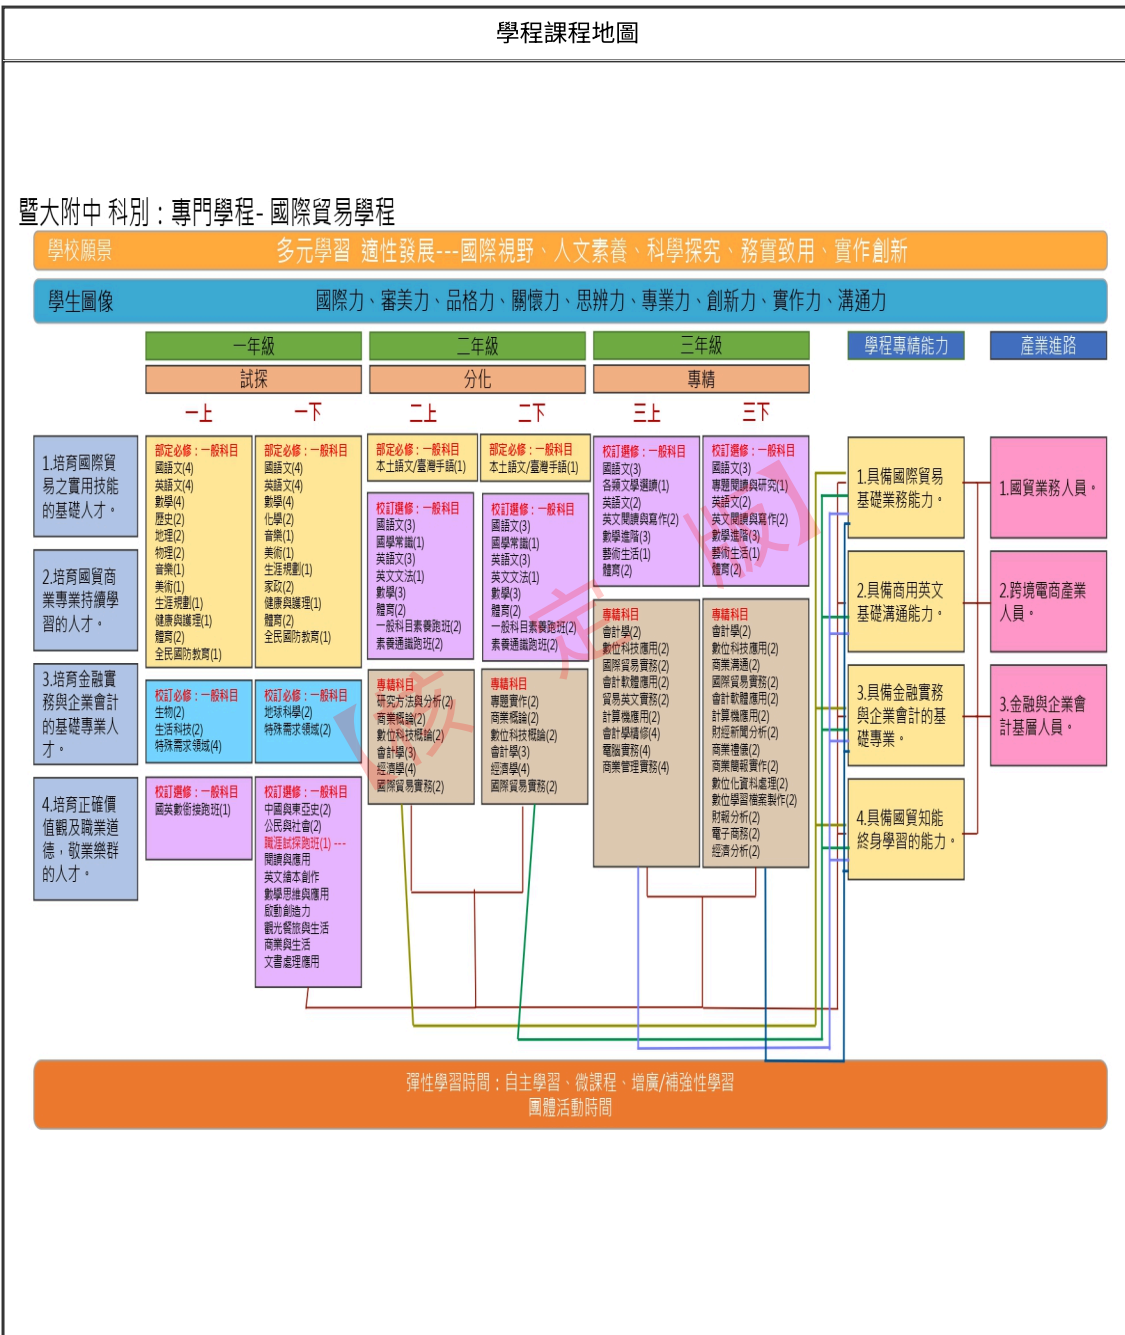 學程課程地圖
暨大附中 科別：專門學程- 國際貿易學程
學校願景
多元學習 適性發展---國際視野、人文素養、科學探究、務實致用、實作創新
學生圖像
國際力、審美力、品格力、關懷力、思辨力、專業力、創新力、實作力、溝通力
一年級
二年級
三年級
學程專精能力
產業進路
試探
分化
專精
一上
一下
二上
二下
三上
三下
1.培育國際貿
易之實用技能
的基礎人才。
2.培育國貿商
業專業持續學
習的人才。
3.培育金融實
務與企業會計
的基礎專業人
才。
4.培育正確價
值觀及職業道
德，敬業樂群
的人才。
部定必修：一般科目
國語文(4)
英語文(4)
數學(4)
歷史(2)
地理(2)
物理(2)
音樂(1)
美術(1)
生涯規劃(1)
健康與護理(1)
體育(2)
全民國防教育(1)
校訂必修：一般科目
生物(2)
生活科技(2)
特殊需求領域(4)
校訂選修：一般科目
國英數銜接跑班(1)
部定必修：一般科目
國語文(4)
英語文(4)
數學(4)
化學(2)
音樂(1)
美術(1)
生涯規劃(1)
家政(2)
健康與護理(1)
體育(2)
全民國防教育(1)
校訂必修：一般科目
地球科學(2)
特殊需求領域(2)
校訂選修：一般科目
中國與東亞史(2)
公民與社會(2)
職涯試探跑班(1) ---
閱讀與應用
英文繪本創作
數學思維與應用
啟動創造力
觀光餐旅與生活
商業與生活
文書處理應用
部定必修：一般科目
本土語文/臺灣手語(1)
校訂選修：一般科目
國語文(3)
國學常識(1)
英語文(3)
英文文法(1)
數學(3)
體育(2)
一般科目素養跑班(2)
素養通識跑班(2)
專精科目
研究方法與分析(2)
商業概論(2)
數位科技概論(2)
會計學(3)
經濟學(4)
國際貿易實務(2)
部定必修：一般科目
本土語文/臺灣手語(1)
校訂選修：一般科目
國語文(3)
國學常識(1)
英語文(3)
英文文法(1)
數學(3)
體育(2)
一般科目素養跑班(2)
素養通識跑班(2)
專精科目
專題實作(2)
商業概論(2)
數位科技概論(2)
會計學(3)
經濟學(4)
國際貿易實務(2)
校訂選修：一般科目
國語文(3)
各類文學選讀(1)
英語文(2)
英文閱讀與寫作(2)
數學進階(3)
藝術生活(1)
體育(2)
專精科目
會計學(2)
數位科技應用(2)
國際貿易實務(2)
會計軟體應用(2)
貿易英文實務(2)
計算機應用(2)
會計學精修(4)
電腦實務(4)
商業管理實務(4)
校訂選修：一般科目
國語文(3)
專題閱讀與研究(1)
英語文(2)
英文閱讀與寫作(2)
數學進階(3)
藝術生活(1)
體育(2)
專精科目
會計學(2)
數位科技應用(2)
商業溝通(2)
國際貿易實務(2)
會計軟體應用(2)
計算機應用(2)
財經新聞分析(2)
商業禮儀(2)
商業簡報實作(2)
數位化資料處理(2)
數位學習檔案製作(2)
財報分析(2)
電子商務(2)
經濟分析(2)
1.具備國際貿易
基礎業務能力。
2.具備商用英文
基礎溝通能力。
3.具備金融實務
與企業會計的基
礎專業。
4.具備國貿知能
終身學習的能力。
1.國貿業務人員。
2.跨境電商產業
人員。
3.金融與企業會
計基層人員。
【核定版】
彈性學習時間：自主學習、微課程、增廣/補強性學習
團體活動時間